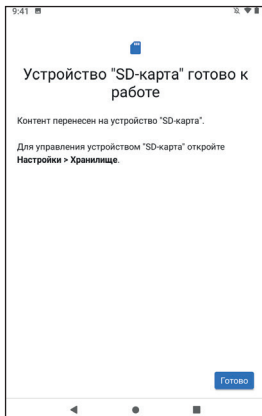 9:41
Устройство "SD-карта" готово к
работе
Контент перенесен на устройство "SD-карта".
Для управления устройством "SD-карта" откройте
Настройки > Хранилище.
Готово